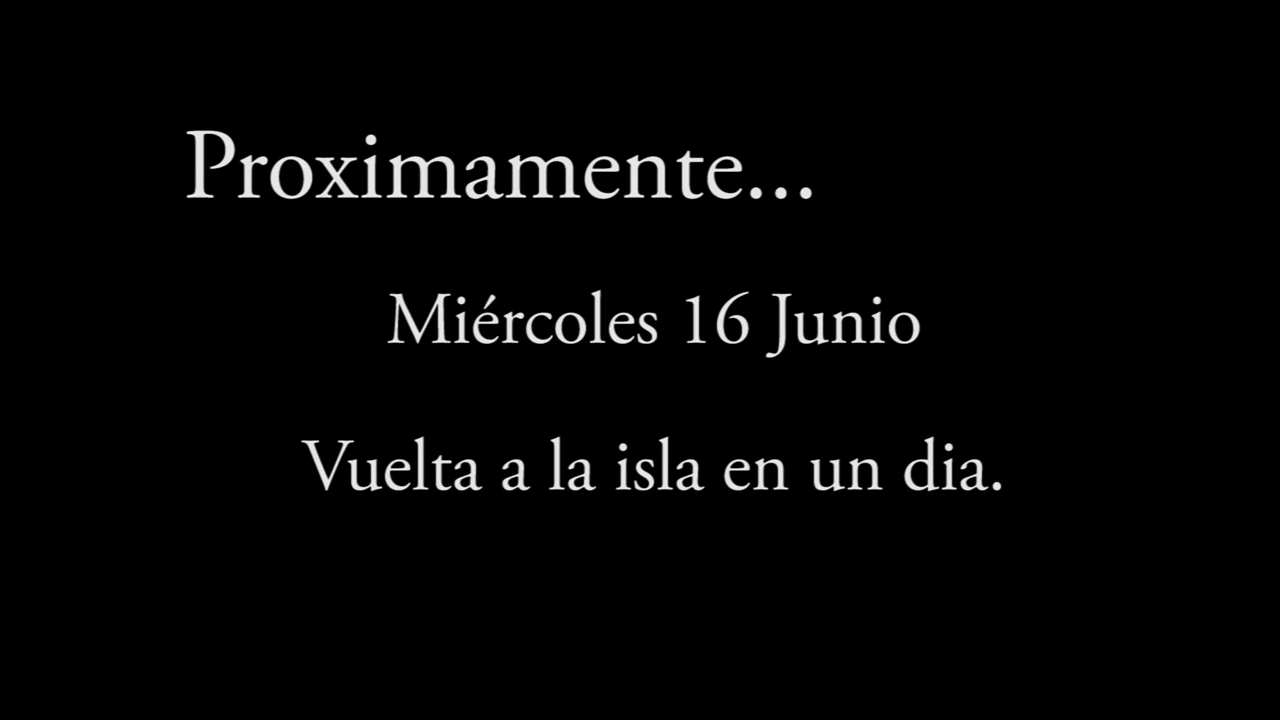 Proximamente...
Miércoles 16 Junio
Vuelta a la isla en un dia.